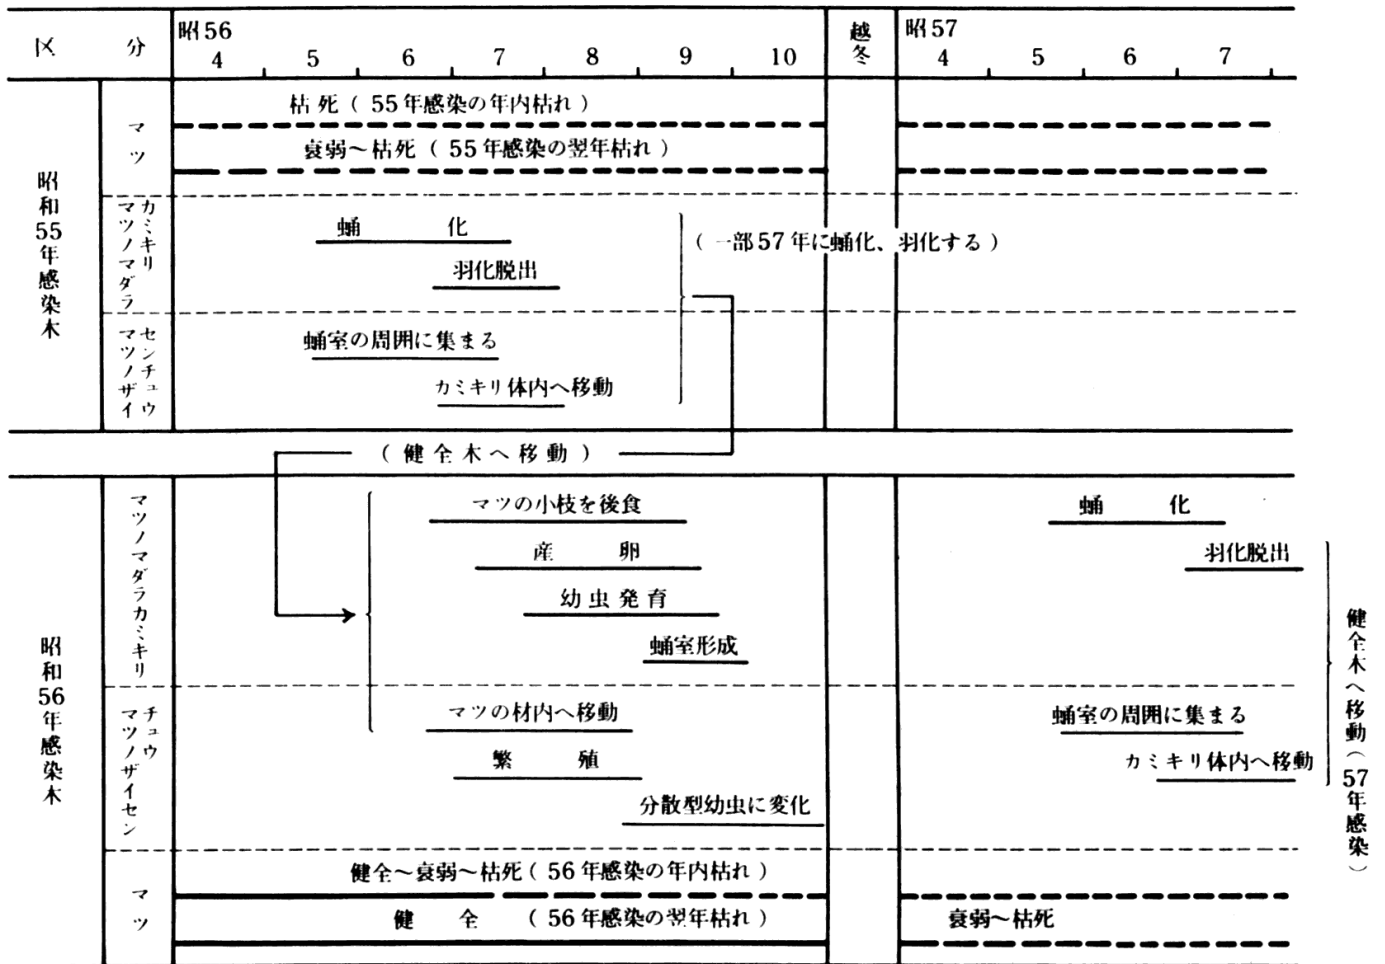 区 分
昭56
4 5 6 7 8 9 10
越冬
昭57
4 5 6 7
昭和55年感染木
マツ
枯死（55年感染の年内枯れ）
衰弱～枯死（55年感染の翌年枯れ）
マツノマダラカミキリ
蛹 化
羽化脱出
（一部57年に蛹化、羽化する）
マツノザイセンチュウ
蛹室の周囲に集まる
カミキリ体内へ移動
（健全木へ移動）
昭和56年感染木
マツノマダラカミキリ
マツの小枝を後食
産 卵
幼虫発育
蛹室形成
蛹 化
羽化脱出
マツノザイセンチュウ
マツの材内へ移動
繁 殖
分散型幼虫に変化
蛹室の周囲に集まる
カミキリ体内へ移動
健全木へ移動（57年感染）
マツ
健全～衰弱～枯死（56年感染の年内枯れ）
健 全 （56年感染の翌年枯れ）
衰弱～枯死